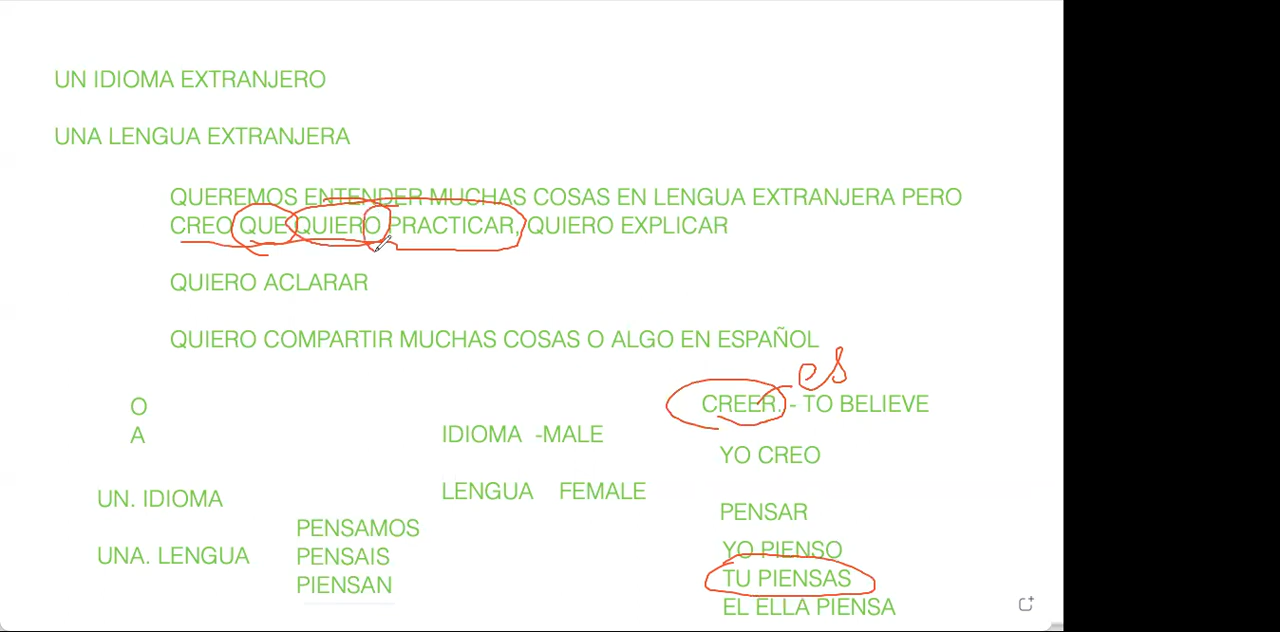 UN IDIOMA EXTRANJERO
UNA LENGUA EXTRANJERA
QUEREMOS ENTENDER MUCHAS COSAS EN LENGUA EXTRANJERA PERO
CREO QUE QUIERO PRACTICAR, QUIERO EXPLICAR
QUIERO ACLARAR
QUIERO COMPARTIR MUCHAS COSAS O ALGO EN ESPAÑOL
es
CREER. - TO BELIEVE
O
A
IDIOMA -MALE
YO CREO
LENGUA FEMALE
UN. IDIOMA
PENSAR
PENSAMOS
YO PIENSO
UNA. LENGUA
PENSAIS
TU PIENSAS
PIENSAN
EL ELLA PIENSA